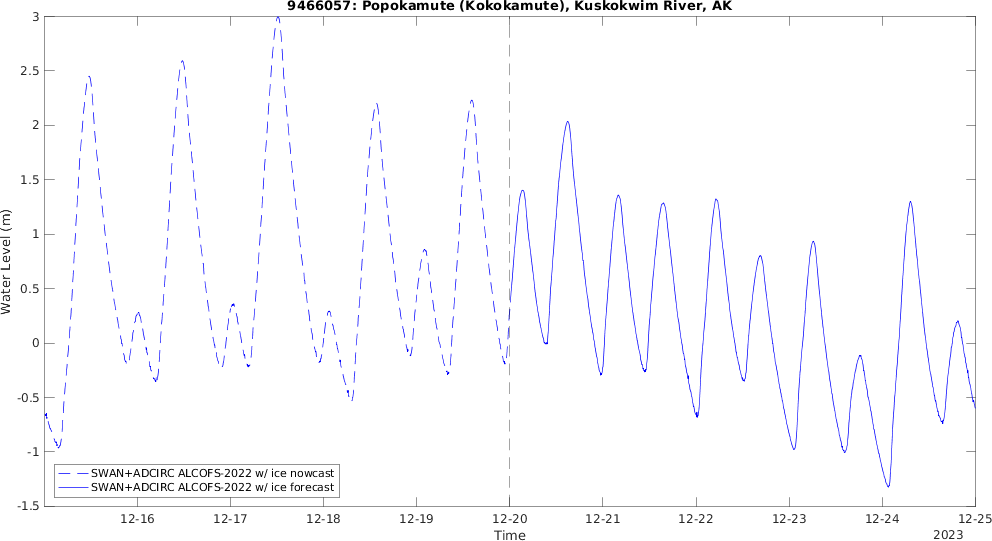 9466057: Popokamute (Kokokamute), Kuskokwim River, AK
3
2.5
2
1.5
1
0.5
0
-0.5
-1
-1.5
Water Level (m)
SWAN+ADCIRC ALCOFS-2022 w/ ice nowcast
SWAN+ADCIRC ALCOFS-2022 w/ ice forecast
12-16 12-17 12-18 12-19 12-20 12-21 12-22 12-23 12-24 12-25
Time
2023